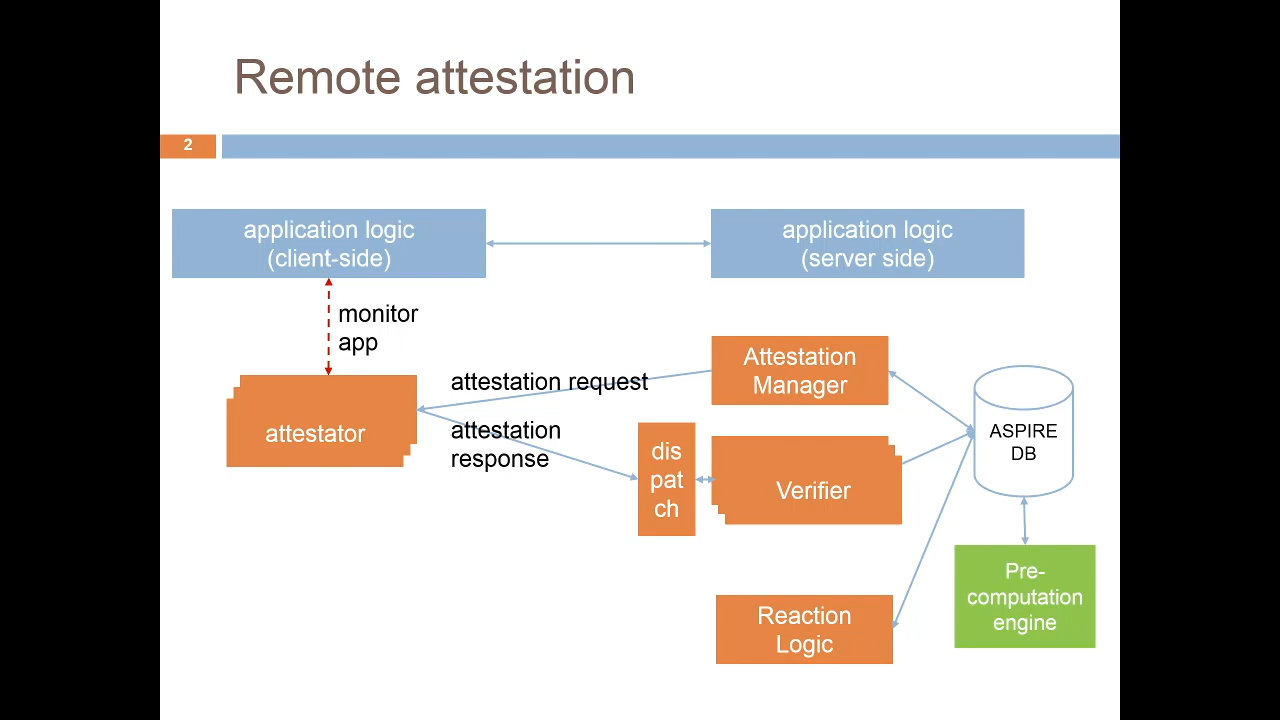 Remote attestation
2
application logic
(client-side)
application logic
(server side)
monitor
app
attestation request
attestation
response
attestator
Attestation
Manager
dis
pat
ch
Verifier
ASPIRE
DB
Reaction
Logic
Pre-
computation
engine